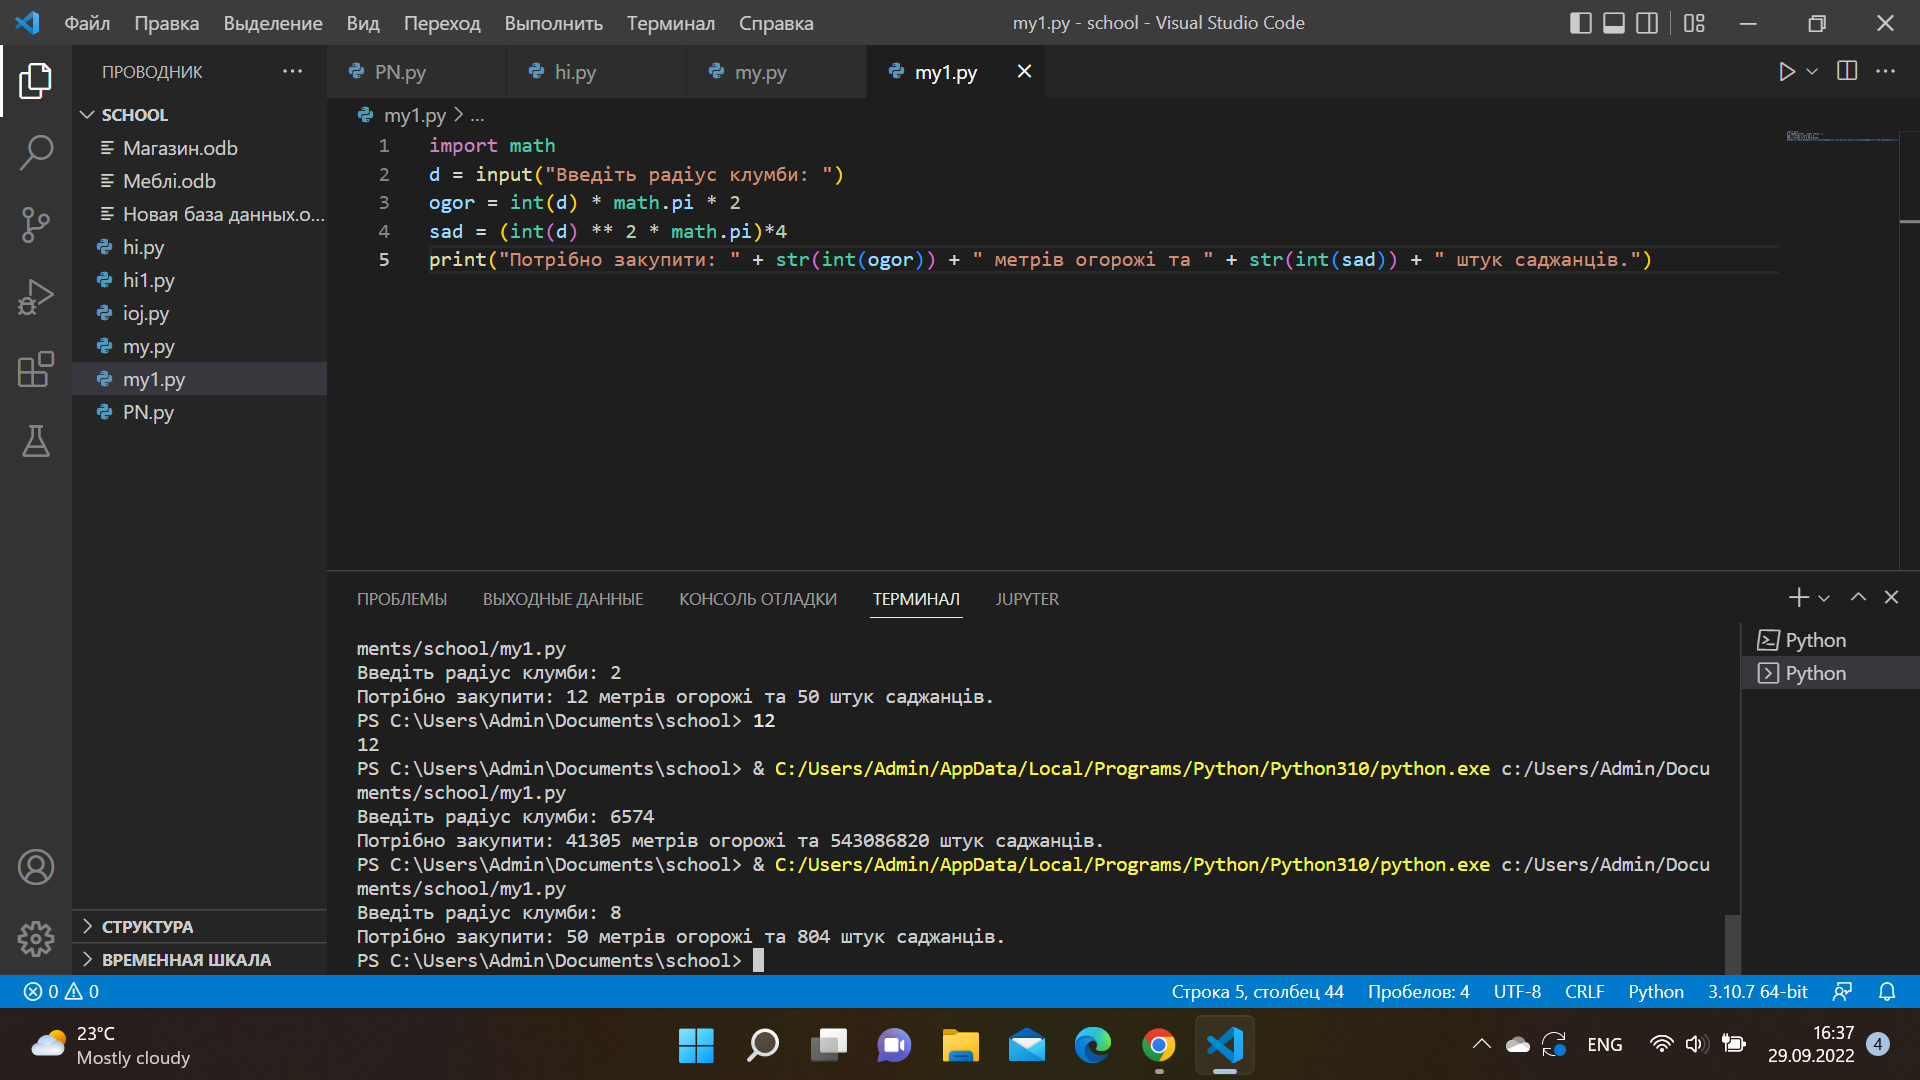 Файл Правка Выделение Вид Переход Выполнить Терминал Справка my1.py - school - Visual Studio Code
ПРОВОДНИК ··· PN.py hi.py my.py my1.py
SCHOOL
Магазин.odb
Меблі.odb
Новая база данных.о...
hi.py
hi1.py
ioj.py
my.py
my1.py
PN.py
СТРУКТУРА
ВРЕМЕННАЯ ШКАЛА
my1.py > ...
1 import math
2 d = input("Введіть радіус клумби: ")
3 ogor = int(d) * math.pi * 2
4 sad = (int(d) ** 2 * math.pi)*4
5 print("Потрібно закупити: " + str(int(ogor)) + " метрів огорожі та " + str(int(sad)) + " штук саджанців.")
ПРОБЛЕМЫ ВЫХОДНЫЕ ДАННЫЕ КОНСОЛЬ ОТЛАДКИ ТЕРМИНАЛ JUPYTER
ments/school/my1.py
Введіть радіус клумби: 2
Потрібно закупити: 12 метрів огорожі та 50 штук саджанців.
PS C:\Users\Admin\Documents\school> 12
12
PS C:\Users\Admin\Documents\school> & C:/Users/Admin/AppData/Local/Programs/Python/Python310/python.exe c:/Users/Admin/Docu
ments/school/my1.py
Введіть радіус клумби: 6574
Потрібно закупити: 41305 метрів огорожі та 543086820 штук саджанців.
PS C:\Users\Admin\Documents\school> & C:/Users/Admin/AppData/Local/Programs/Python/Python310/python.exe c:/Users/Admin/Docu
ments/school/my1.py
Введіть радіус клумби: 8
Потрібно закупити: 50 метрів огорожі та 804 штук саджанців.
PS C:\Users\Admin\Documents\school>
Python
Python
0 0 Строка 5, столбец 44 Пробелов: 4 UTF-8 CRLF Python 3.10.7 64-bit
23°C
Mostly cloudy
ENG
16:37
29.09.2022
4